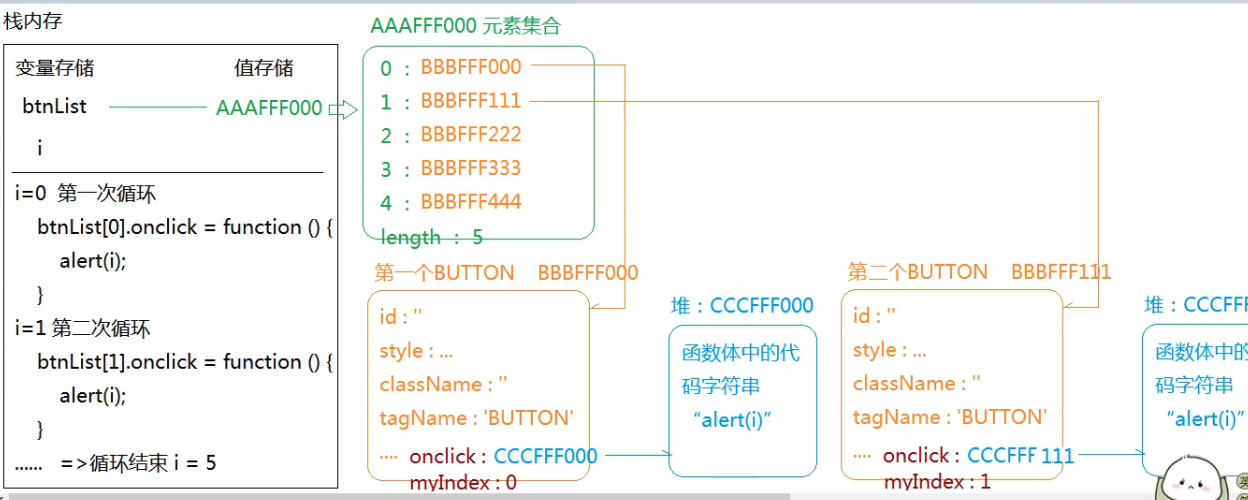 栈内存
变量存储 值存储
btnList AAAFFF000
i
i=0 第一次循环
btnList[0].onclick = function () {
alert(i);
}
i=1 第二次循环
btnList[1].onclick = function () {
alert(i);
}
...... =>循环结束 i = 5
AAAFFF000 元素集合
0 : BBBFFF000
1 : BBBFFF111
2 : BBBFFF222
3 : BBBFFF333
4 : BBBFFF444
length : 5
第一个BUTTON BBBFFF000
id : ''
style : ...
className : ''
tagName : 'BUTTON'
.... onclick : CCCFFF000
myIndex : 0
堆：CCCFFF000
函数体中的代
码字符串
“alert(i)”
第二个BUTTON BBBFFF111
id : ''
style : ...
className : ''
tagName : 'BUTTON'
.... onclick : CCCFFF111
myIndex : 1
堆：CCCFFF
函数体中的
码字符串
“alert(i)”
英